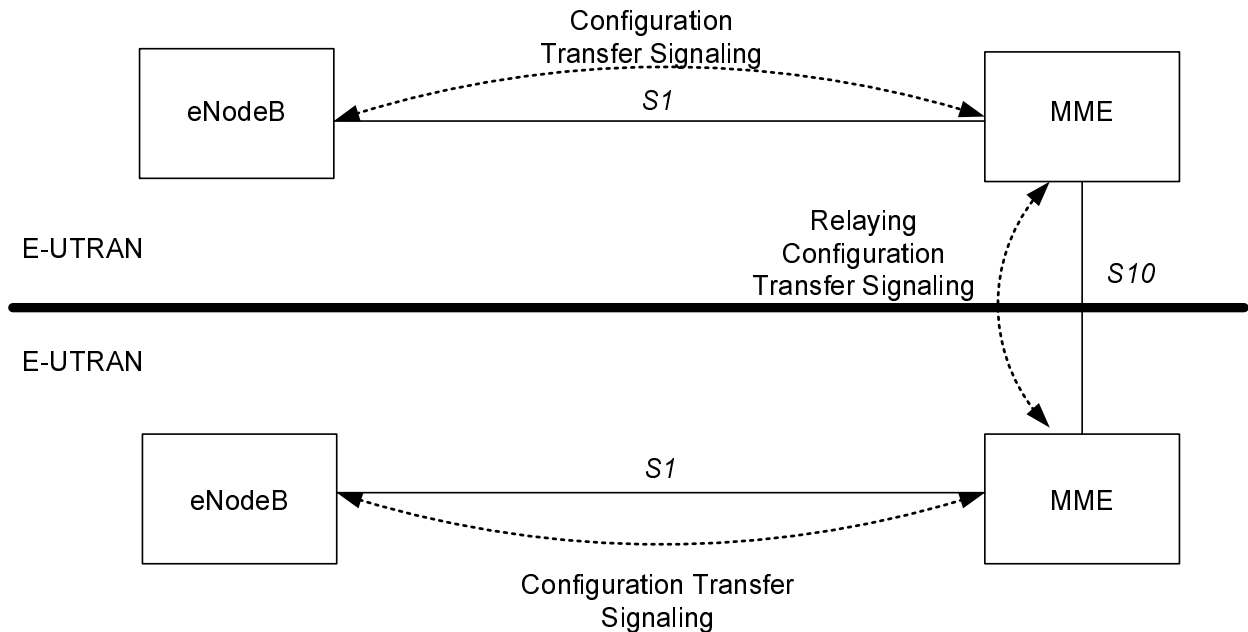 Configuration
Transfer Signaling
eNodeB
S1
MME
Relaying
Configuration
Transfer Signaling
E-UTRAN
S10
E-UTRAN
eNodeB
S1
MME
Configuration Transfer
Signaling